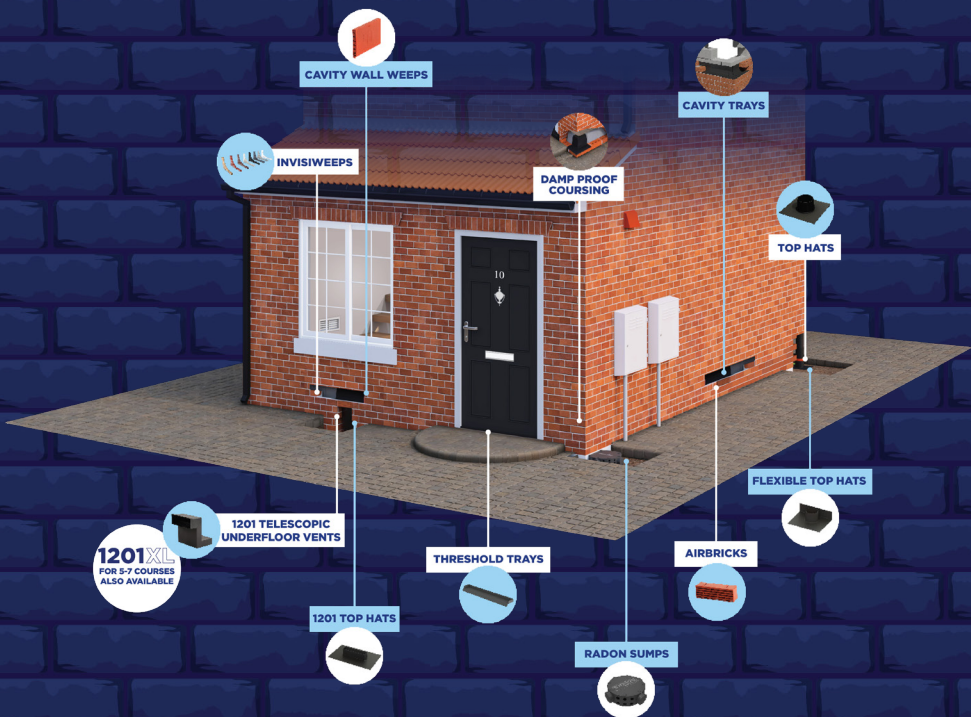 CAVITY WALL WEEPS
CAVITY TRAYS
INVISIWEEPS
DAMP PROOF
COURSING
TOP HATS
10
FLEXIBLE TOP HATS
1201 TELESCOPIC
UNDERFLOOR VENTS
1201XL
FOR 5-7 COURSES
ALSO AVAILABLE
THRESHOLD TRAYS
AIRBRICKS
1201 TOP HATS
RADON SUMPS